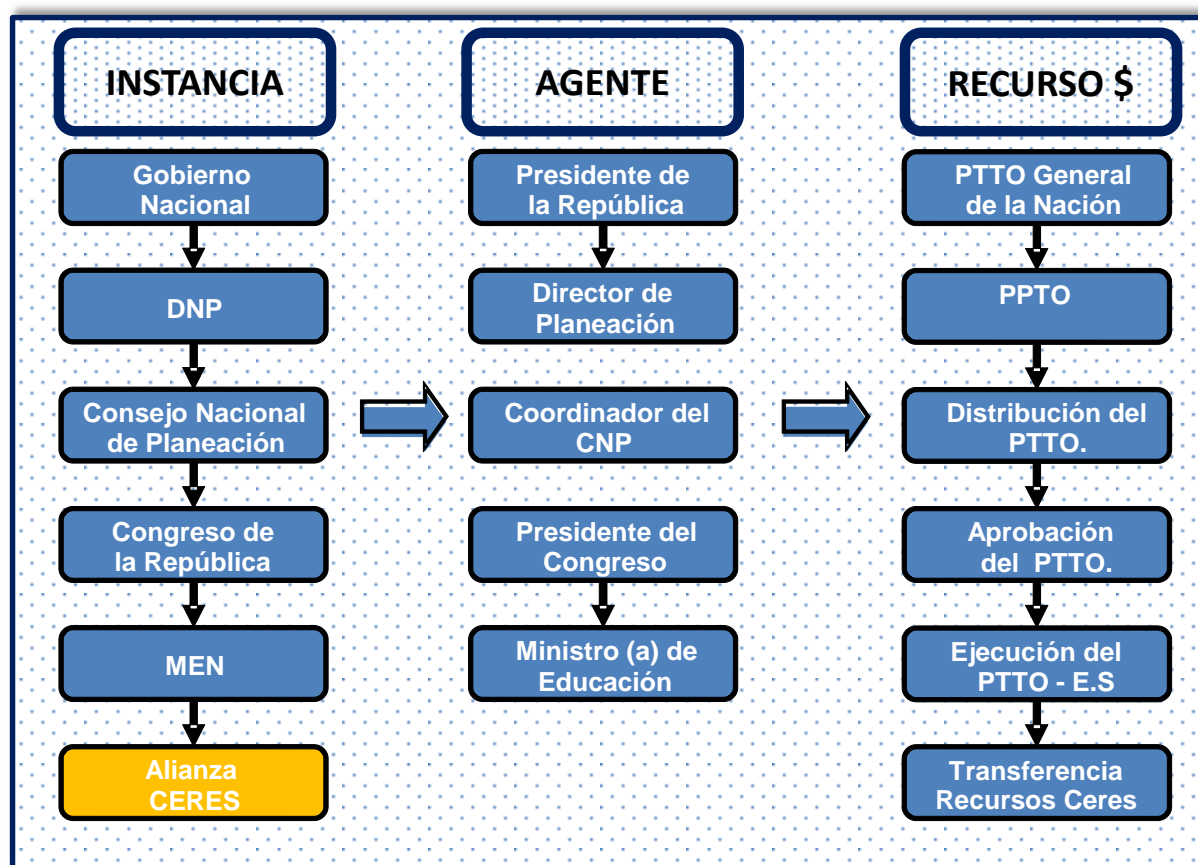 INSTANCIA
Gobierno
Nacional
DNP
Consejo Nacional
de Planeación
Congreso de
la República
MEN
Alianza
CERES
AGENTE
Presidente de
la República
Director de
Planeación
Coordinador del
CNP
Presidente del
Congreso
Ministro (a) de
Educación
RECURSO $
PTTO General
de la Nación
PPTO
Distribución del
PTTO.
Aprobación
del PTTO.
Ejecución del
PTTO - E.S
Transferencia
Recursos Ceres